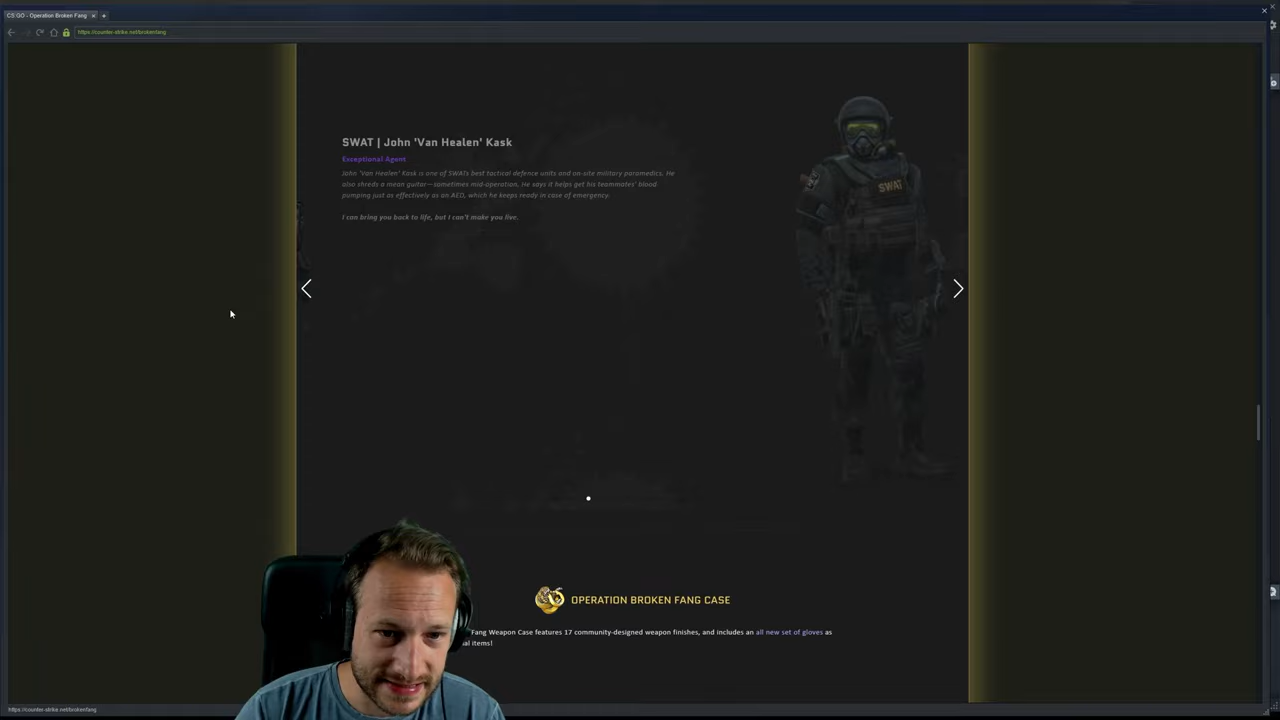 CS:GO - Operation Broken Fang
https://counter-strike.net/brokenfang
SWAT | John 'Van Healen' Kask
Exceptional Agent
John 'Van Healen' Kask is one of SWAT's best tactical defence units and on-site military paramedics. He
also shreds a mean guitar—sometimes mid-operation. He says it helps get his teammates' blood
pumping just as effectively as an AED, which he keeps ready in case of emergency.
I can bring you back to life, but I can't make you live.
SWAT
OPERATION BROKEN FANG CASE
Fang Weapon Case features 17 community-designed weapon finishes, and includes an all new set of gloves as
items!
https://counter-strike.net/brokenfang